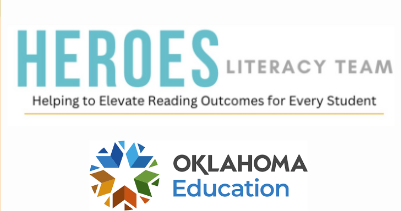 HEROES LITERACY TEAM
Helping to Elevate Reading Outcomes for Every Student
OKLAHOMA
Education